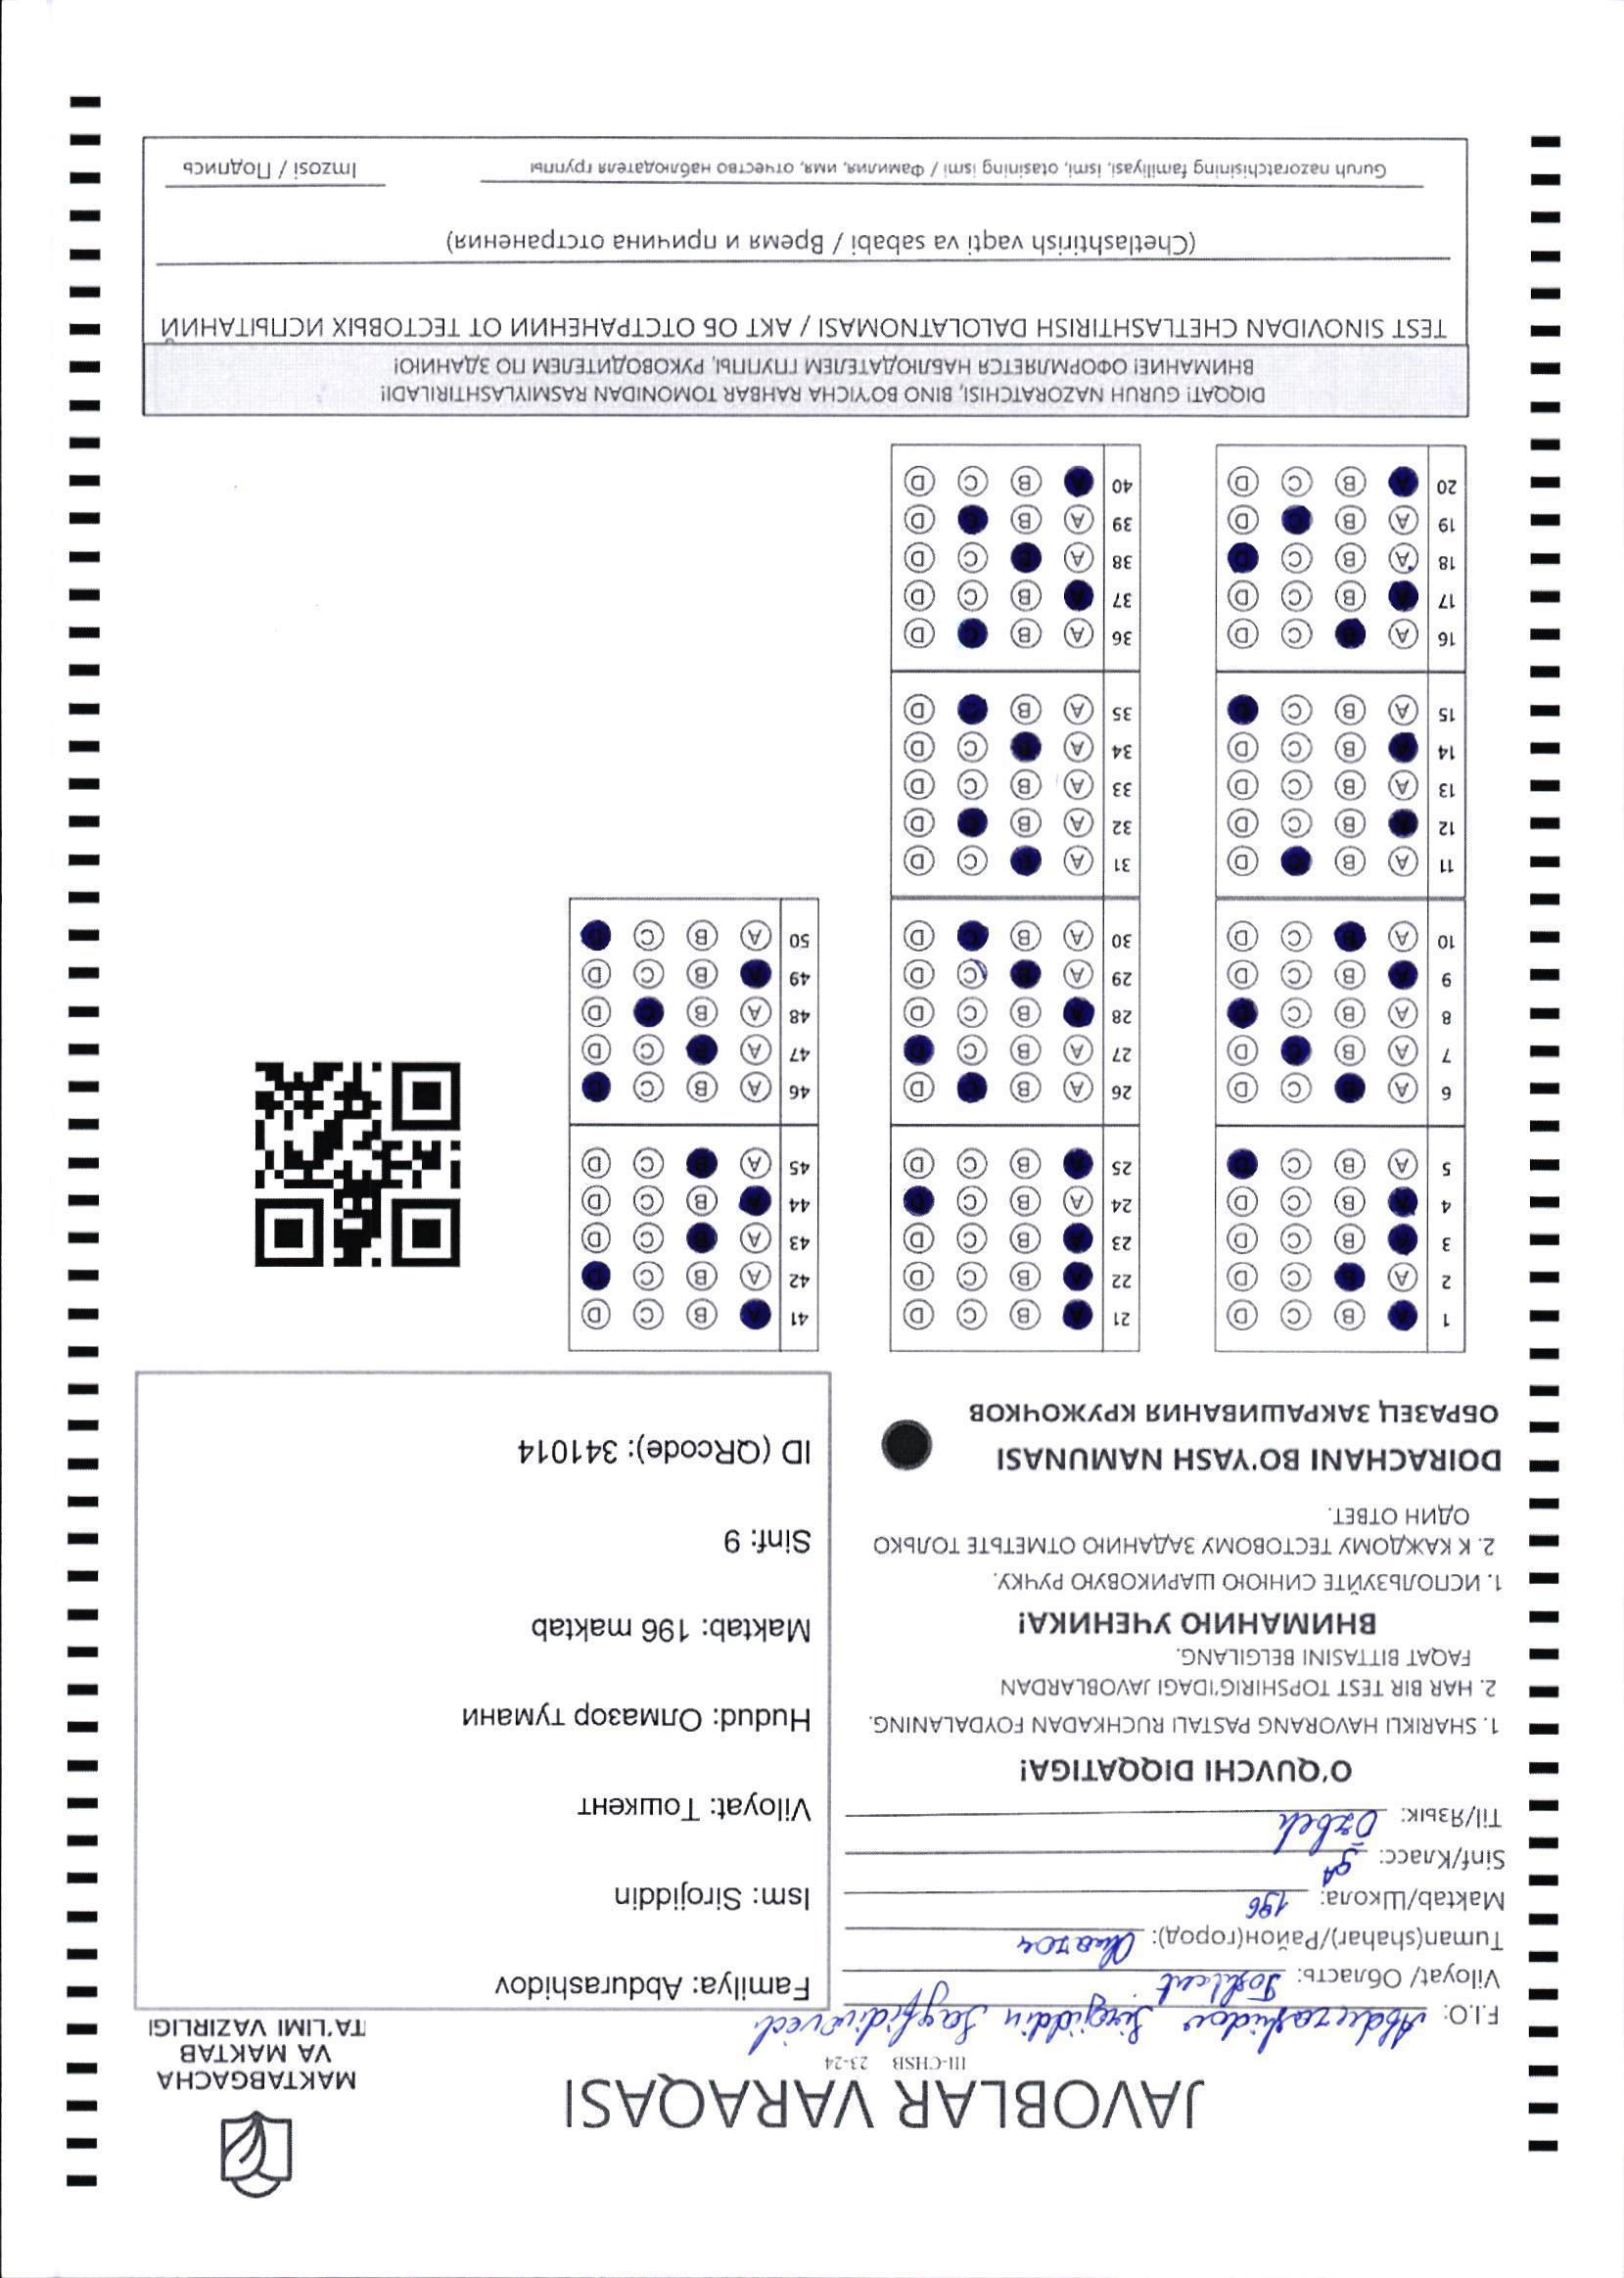 MAKTABGACHA
VA MAKTAB
TA'LIMI VAZIRLIGI
JAVOBLAR VARAQASI
III-CHSB 23-24
F.I.O: Abdurashidov Sirojiddin Sayfidinovich
Viloyat/ Область: Toshkent
Tuman(shahar)/Район(город): Olmazor
Maktab/Школа: 196
Sinf/Класс: 9A
Til/Язык: Özbek
O'QUVCHI DIQQATIGA!
1. SHARIKLI HAVORANG PASTALI RUCHKADAN FOYDALANING.
2. HAR BIR TEST TOPSHIRIG'IDAGI JAVOBLARDAN
FAQAT BITTASINI BELGILANG.
ВНИМАНИЮ УЧЕНИКА!
1. ИСПОЛЬЗУЙТЕ СИНЮЮ ШАРИКОВУЮ РУЧКУ.
2. К КАЖДОМУ ТЕСТОВОМУ ЗАДАНИЮ ОТМЕТЬТЕ ТОЛЬКО
ОДИН ОТВЕТ.
DOIRACHANI BO'YASH NAMUNASI
ОБРАЗЕЦ ЗАКРАШИВАНИЯ КРУЖОЧКОВ
Familya: Abdurashidov
Ism: Sirojiddin
Viloyat: Тошкент
Hudud: Олмазор тумани
Maktab: 196 maktab
Sinf: 9
ID (QRcode): 341014
1 A B C D
2 A B C D
3 A B C D
4 A B C D
5 A B C D
6 A B C D
7 A B C D
8 A B C D
9 A B C D
10 A B C D
11 A B C D
12 A B C D
13 A B C D
14 A B C D
15 A B C D
16 A B C D
17 A B C D
18 A B C D
19 A B C D
20 A B C D
21 A B C D
22 A B C D
23 A B C D
24 A B C D
25 A B C D
26 A B C D
27 A B C D
28 A B C D
29 A B C D
30 A B C D
31 A B C D
32 A B C D
33 A B C D
34 A B C D
35 A B C D
36 A B C D
37 A B C D
38 A B C D
39 A B C D
40 A B C D
41 A B C D
42 A B C D
43 A B C D
44 A B C D
45 A B C D
46 A B C D
47 A B C D
48 A B C D
49 A B C D
50 A B C D
DIQQAT! GURUH NAZORATCHISI, BINO BO'YICHA RAHBAR TOMONIDAN RASMIYLASHTIRILADI!
ВНИМАНИЕ! ОФОРМЛЯЕТСЯ НАБЛЮДАТЕЛЕМ ГРУППЫ, РУКОВОДИТЕЛЕМ ПО ЗДАНИЮ!
TEST SINOVIDAN CHETLASHTIRISH DALOLATNOMASI / АКТ ОБ ОТСТРАНЕНИИ ОТ ТЕСТОВЫХ ИСПЫТАНИЙ
(Chetlashtirish vaqti va sababi / Время и причина отстранения)
Guruh nazoratchisining familiyasi, ismi, otasining ismi / Фамилия, имя, отчество наблюдателя группы
Imzosi / Подпись